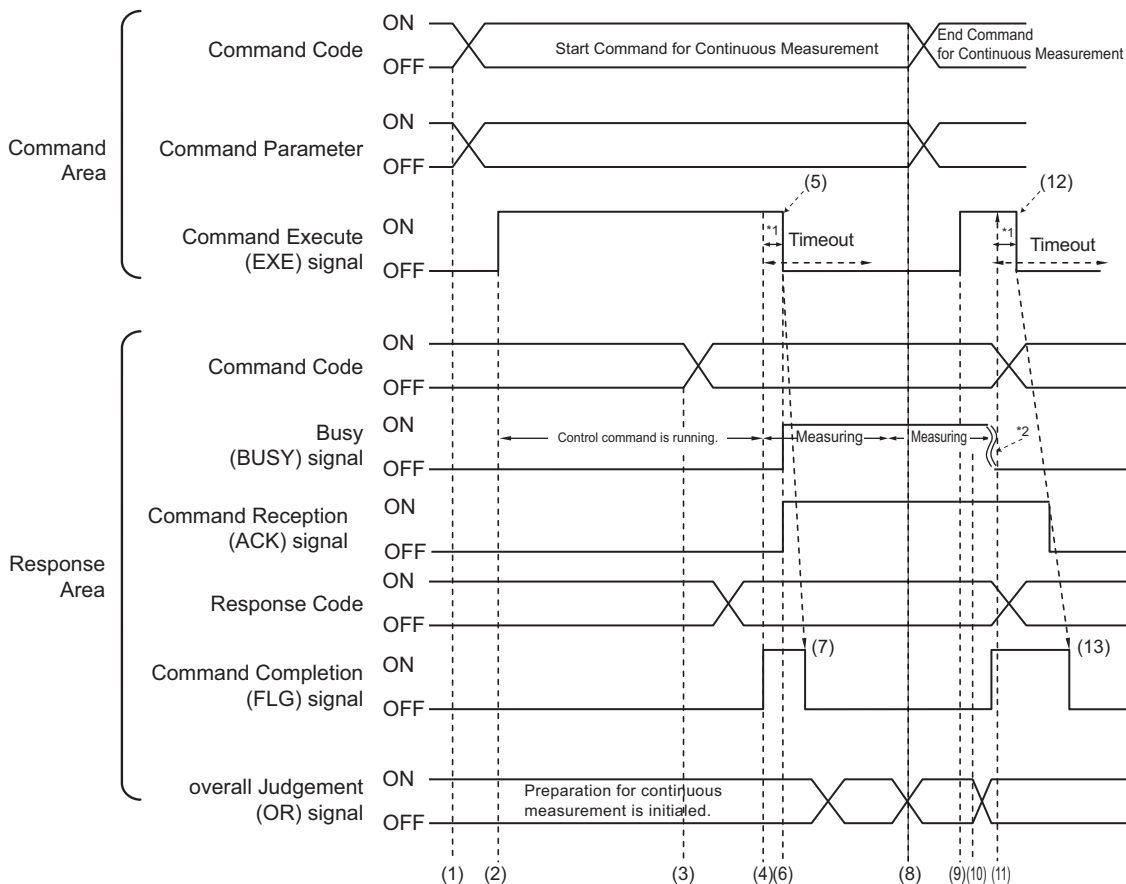 ON
Command Code
Start Command for Continuous Measurement
End Command
for Continuous Measurement
OFF
ON
Command Parameter
OFF
Command
Area
(5)
(12)
ON
Command Execute
(EXE) signal
*1
Timeout
*1
Timeout
OFF
ON
Command Code
OFF
ON
Busy
(BUSY) signal
Control command is running.
Measuring
Measuring
*2
OFF
ON
Command Reception
(ACK) signal
OFF
Response
Area
ON
Response Code
OFF
(7)
(13)
ON
Command Completion
(FLG) signal
OFF
ON
overall Judgement
(OR) signal
Preparation for continuous
measurement is initialed.
OFF
(1) (2) (3) (4) (6) (8) (9) (10) (11)